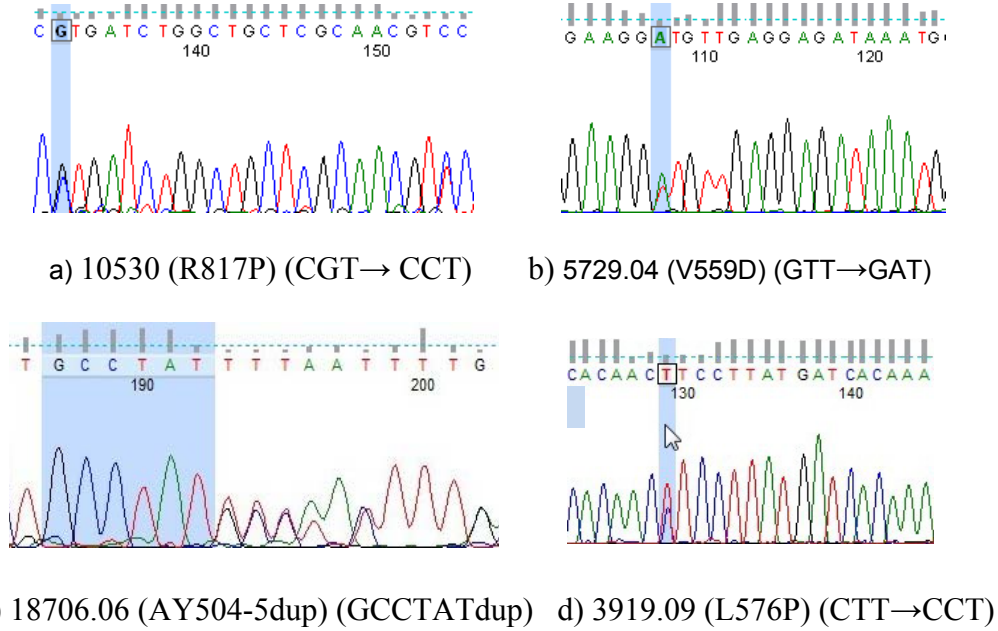 C G T G A T C T G G C T G C T C G C A A C G T C C
140 150
G A A G G A T G T T G A G G A G A T A A A T G
110 120
a) 10530 (R817P) (CGT→ CCT) b) 5729.04 (V559D) (GTT→GAT)
T G C C T A T T T T A A T T T T G
190 200
C A C A A C T T C C T T A T G A T C A C A A A
130 140
) 18706.06 (AY504-5dup) (GCCTATdup) d) 3919.09 (L576P) (CTT→CCT)